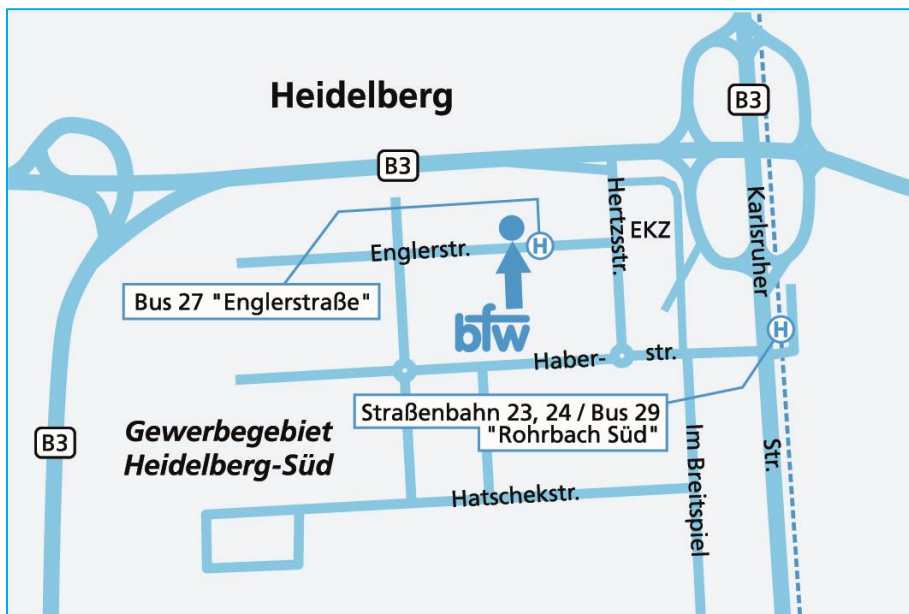 Heidelberg
B3
B3
Hertzsstr.
Karlsruher
EKZ
Englerstr.
H
Bus 27 "Englerstraße"
bfw
H
Haber-
str.
Straßenbahn 23, 24 / Bus 29
"Rohrbach Süd"
Gewerbegebiet
Heidelberg-Süd
B3
Str.
Im Breitspiel
Hatschekstr.